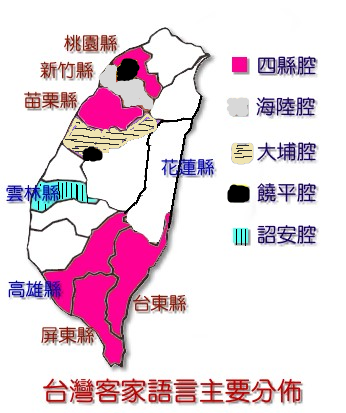 桃園縣
新竹縣
苗栗縣
花蓮縣
雲林縣
高雄縣
台東縣
屏東縣
四縣腔
海陸腔
大埔腔
饒平腔
詔安腔
台灣客家語言主要分佈